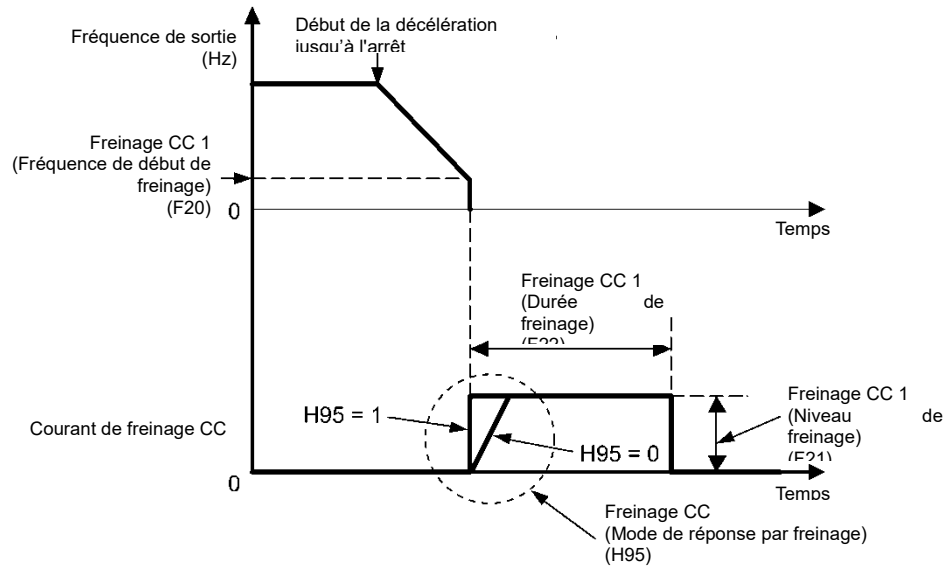 Fréquence de sortie
(Hz)
Début de la décélération
jusqu'à l'arrêt
Freinage CC 1
(Fréquence de début de
freinage)
(F20)
0
Temps
Freinage CC 1
(Durée de
freinage)
(F22)
H95 = 1
Freinage CC 1
(Niveau de
freinage)
(F21)
Courant de freinage CC
H95 = 0
0
Temps
Freinage CC
(Mode de réponse par freinage)
(H95)